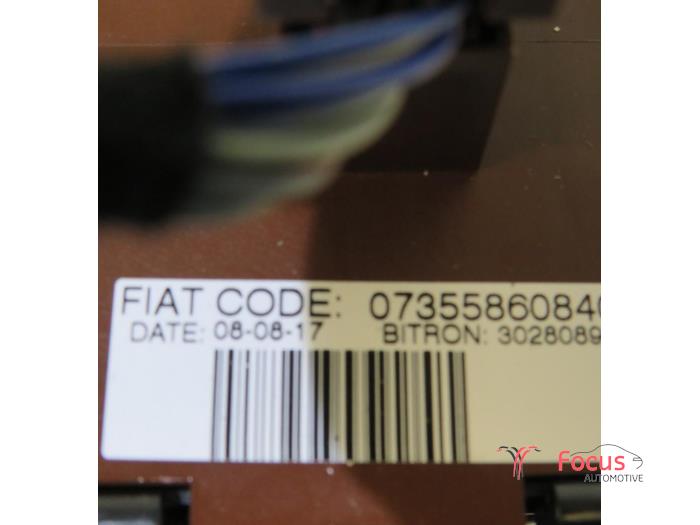 FIAT CODE: 0735586084
DATE: 08-08-17 BITRON: 3028089
Focus
AUTOMOTIVE